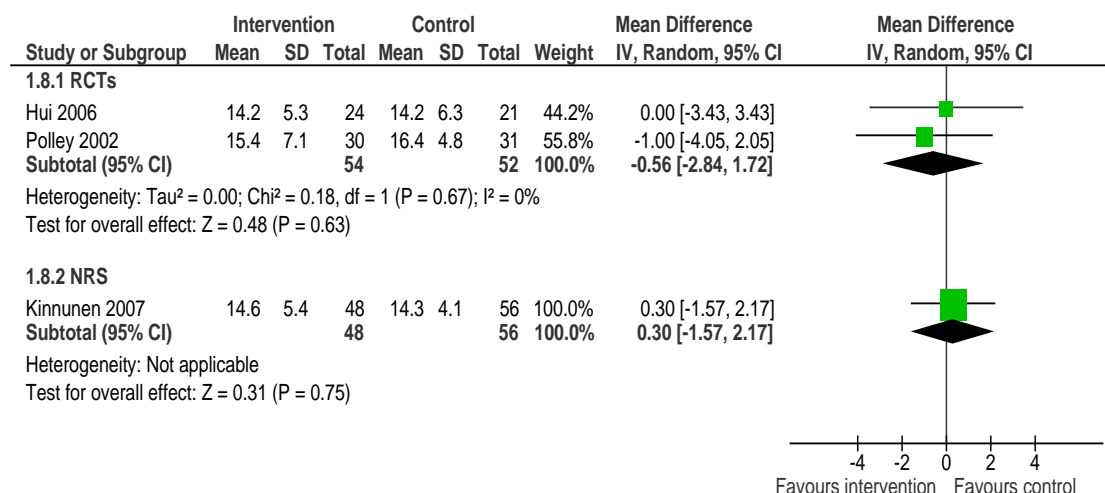 Intervention Control Mean Difference Mean Difference
Study or Subgroup Mean SD Total Mean SD Total Weight IV, Random, 95% CI IV, Random, 95% CI
1.8.1 RCTs
Hui 2006 14.2 5.3 24 14.2 6.3 21 44.2% 0.00 [-3.43, 3.43]
Polley 2002 15.4 7.1 30 16.4 4.8 31 55.8% -1.00 [-4.05, 2.05]
Subtotal (95% CI) 54 52 100.0% -0.56 [-2.84, 1.72]
Heterogeneity: Tau² = 0.00; Chi² = 0.18, df = 1 (P = 0.67); I² = 0%
Test for overall effect: Z = 0.48 (P = 0.63)
1.8.2 NRS
Kinnunen 2007 14.6 5.4 48 14.3 4.1 56 100.0% 0.30 [-1.57, 2.17]
Subtotal (95% CI) 48 56 100.0% 0.30 [-1.57, 2.17]
Heterogeneity: Not applicable
Test for overall effect: Z = 0.31 (P = 0.75)
-4 -2 0 2 4
Favours intervention Favours control